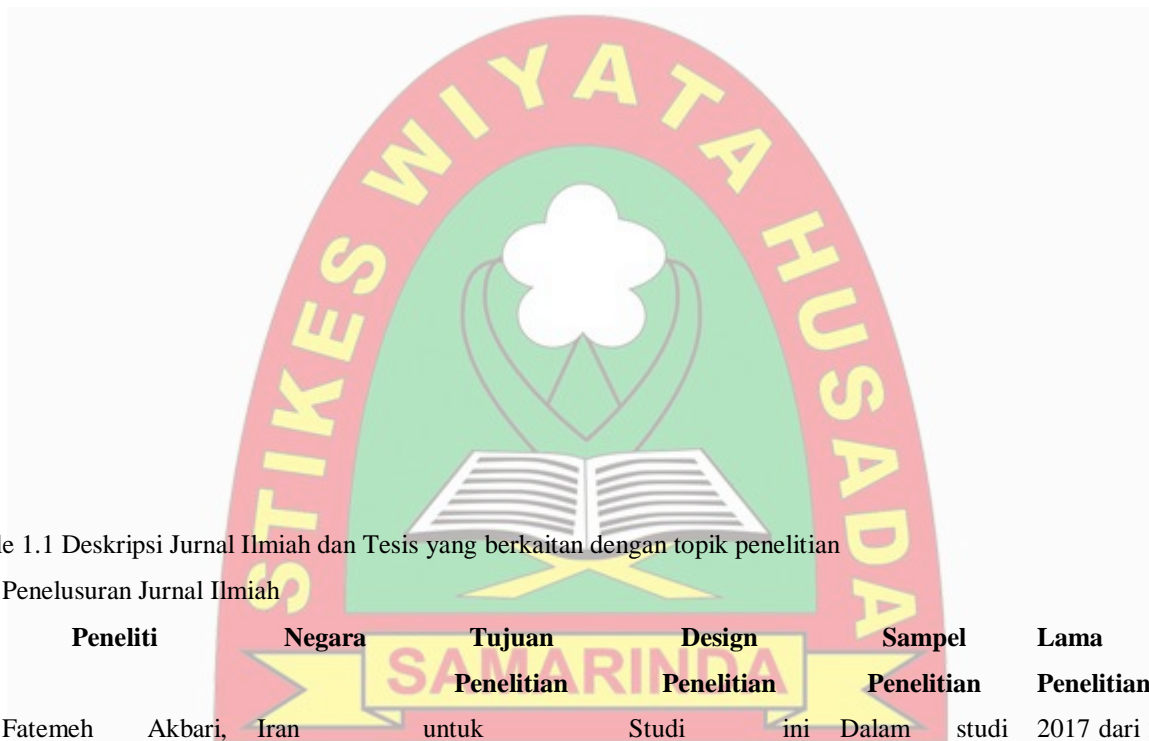 STIKES WIYATA HUSADA
SAMARINDA
le 1.1 Deskripsi Jurnal Ilmiah dan Tesis yang berkaitan dengan topik penelitian
Penelusuran Jurnal Ilmiah
Peneliti Negara Tujuan Design Sampel Lama
Penelitian Penelitian Penelitian Penelitian
Fatemeh Akbari, Iran untuk Studi ini Dalam studi 2017 dari